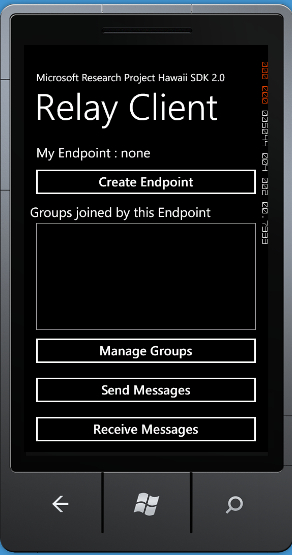 Microsoft Research Project Hawaii SDK 2.0
Relay Client
My Endpoint : none
Create Endpoint
Groups joined by this Endpoint
Manage Groups
Send Messages
Receive Messages